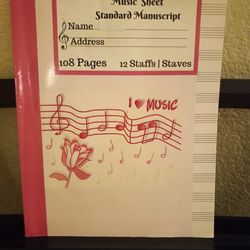 Music Sheet
Standard Manuscript
Name
Address
108 Pages 12 Staffs | Staves
I ♥ MUSIC